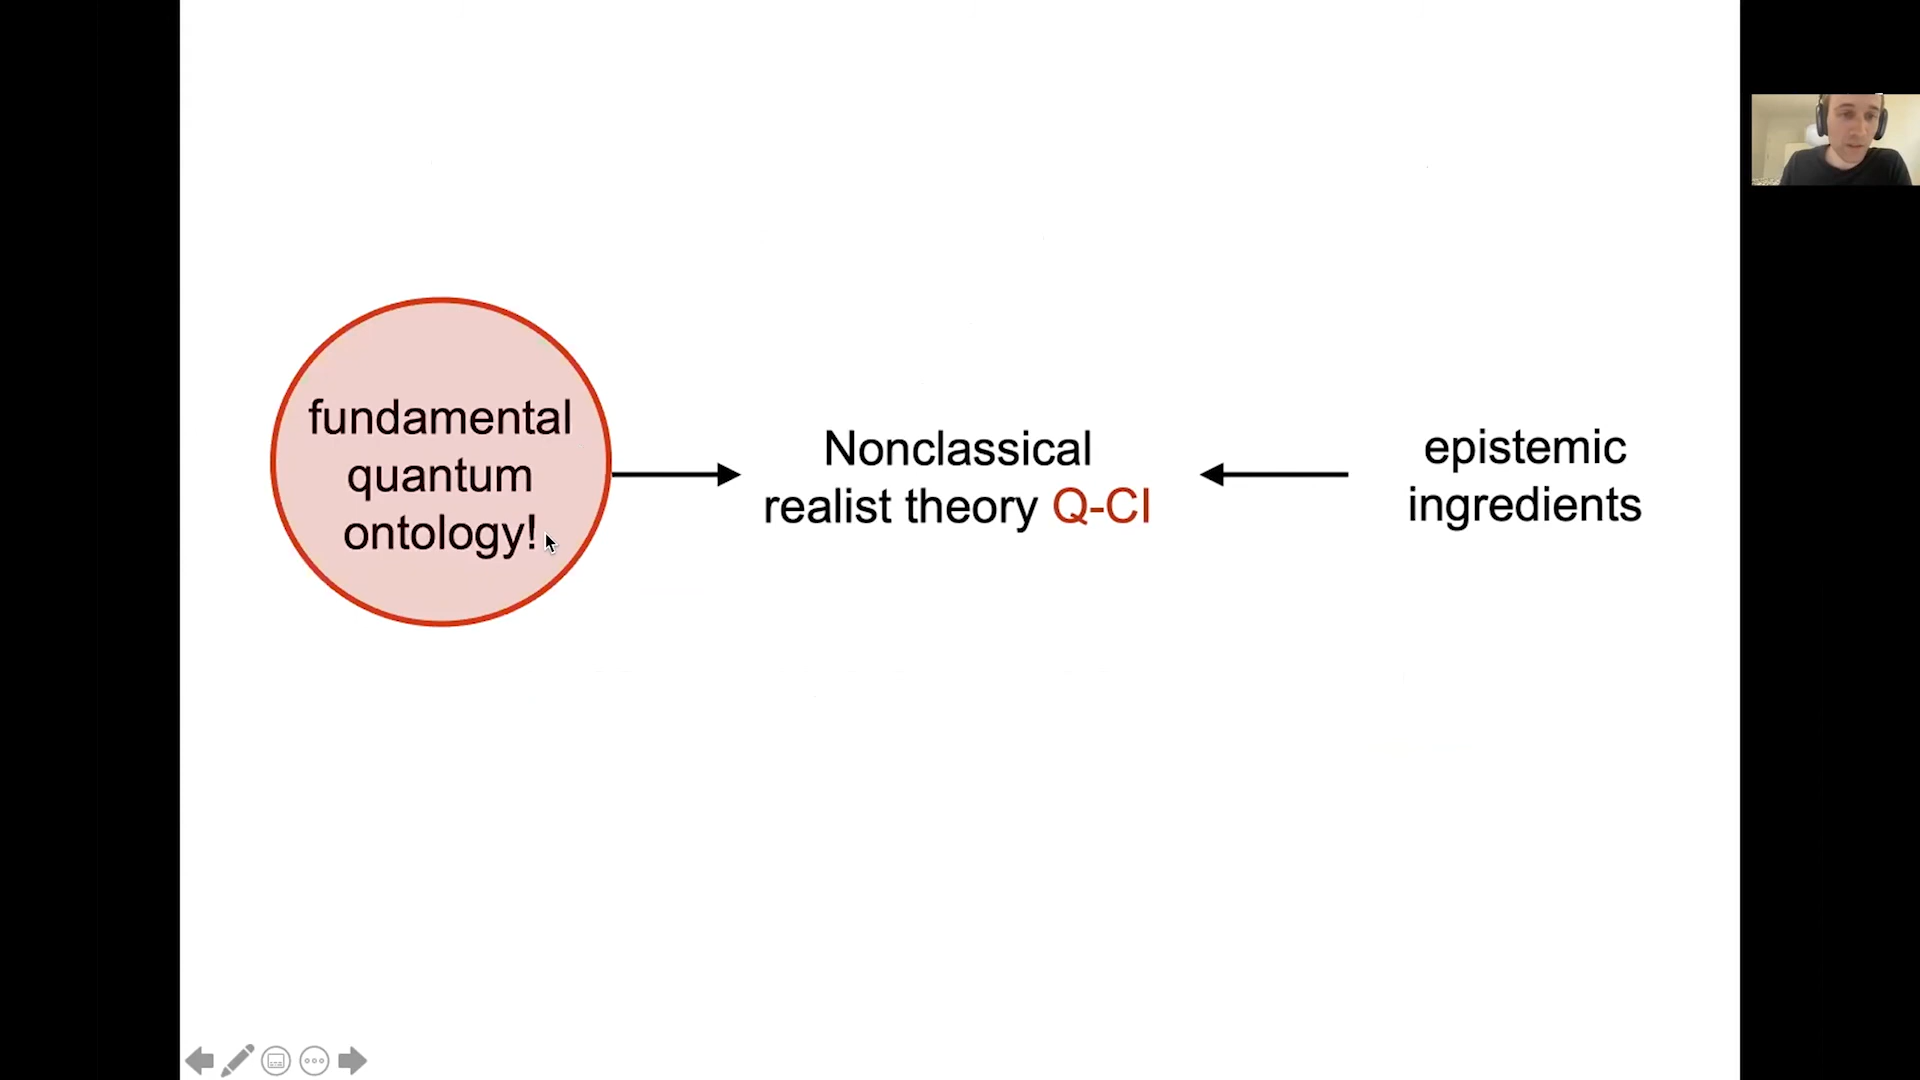 fundamental
quantum
ontology!
Nonclassical
realist theory Q-CI
epistemic
ingredients